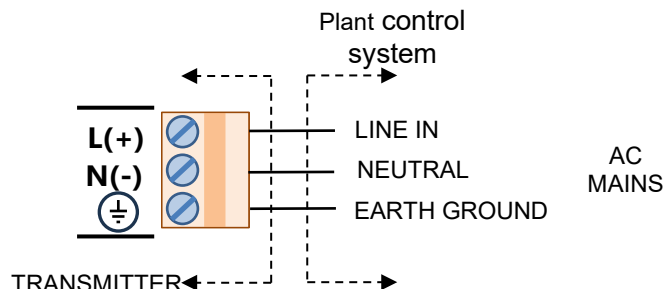 Plant control
system
L(+)
LINE IN
N(-)
NEUTRAL
EARTH GROUND
AC
MAINS
TRANSMITTER